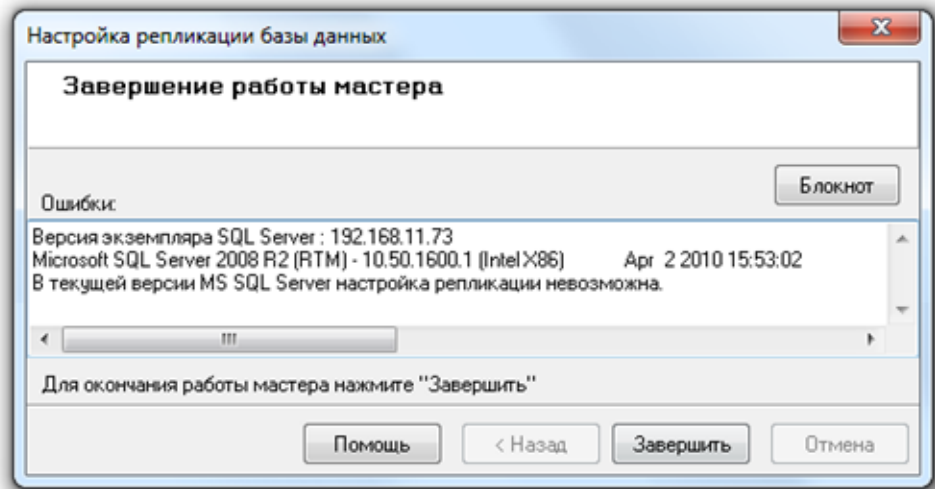 Настройка репликации базы данных
Завершение работы мастера
Блокнот
Ошибки:
Версия экземпляра SQL Server : 192.168.11.73
Microsoft SQL Server 2008 R2 (RTM) - 10.50.1600.1 (Intel X86) Apr 2 2010 15:53:02
В текущей версии MS SQL Server настройка репликации невозможна.
Для окончания работы мастера нажмите "Завершить"
Помощь < Назад Завершить Отмена